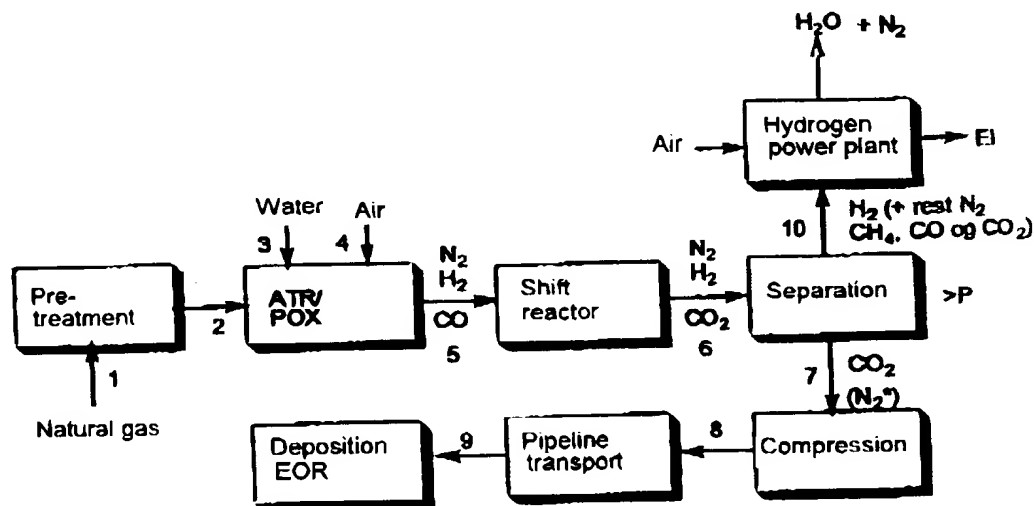 H₂O + N₂
Air
Hydrogen
power plant
El
10
H₂ (+ rest N₂
CH₄, CO og CO₂)
Water
Air
3
4
N₂
H₂
N₂
H₂
Pre-
treatment
2
ATR/
POX
CO
5
Shift
reactor
CO₂
6
Separation
>P
1
7
CO₂
(N₂*)
Natural gas
Deposition
EOR
9
Pipeline
transport
8
Compression